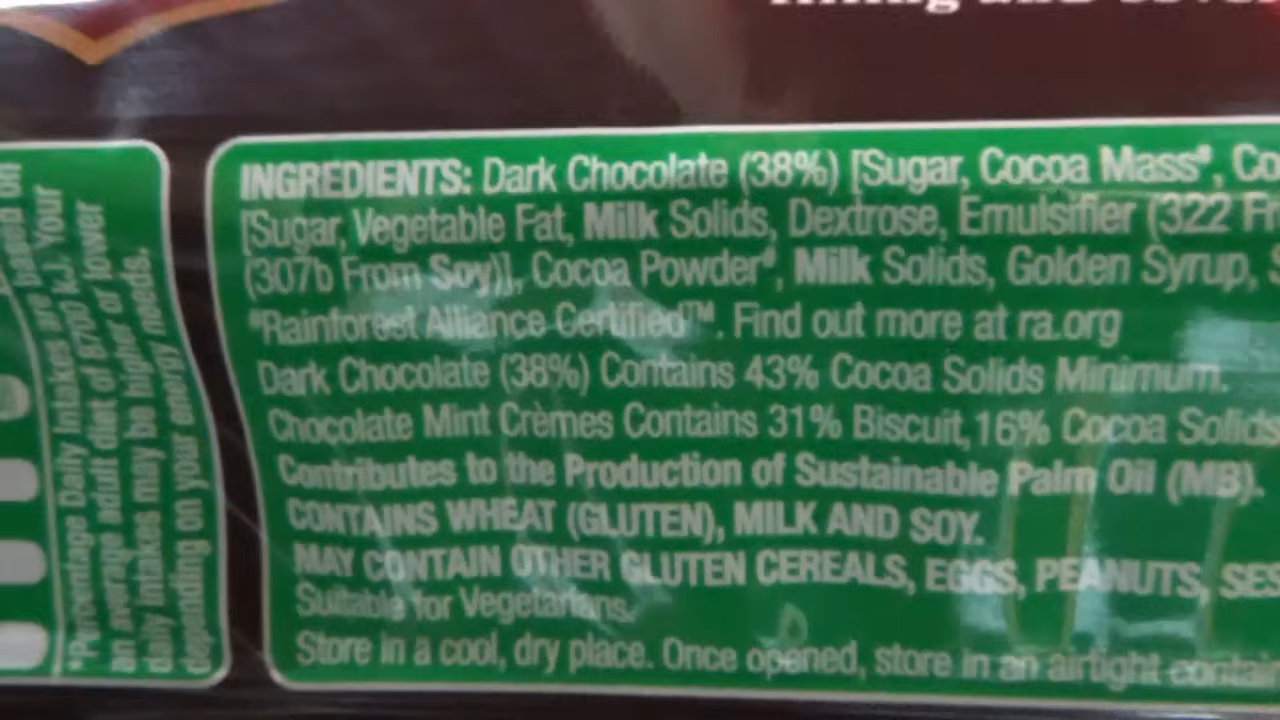 *Percentage Daily Intakes are based on
an average adult diet of 8700 kJ. Your
daily intakes may be higher or lower
depending on your energy needs.
INGREDIENTS: Dark Chocolate (38%) [Sugar, Cocoa Mass*, Co
[Sugar, Vegetable Fat, Milk Solids, Dextrose, Emulsifier (322 Fr
(307b From Soy)], Cocoa Powder*, Milk Solids, Golden Syrup, S
*Rainforest Alliance Certified™. Find out more at ra.org
Dark Chocolate (38%) Contains 43% Cocoa Solids Minimum.
Chocolate Mint Crèmes Contains 31% Biscuit, 16% Cocoa Solids
Contributes to the Production of Sustainable Palm Oil (MB).
CONTAINS WHEAT (GLUTEN), MILK AND SOY.
MAY CONTAIN OTHER GLUTEN CEREALS, EGGS, PEANUTS, SES
Suitable for Vegetarians.
Store in a cool, dry place. Once opened, store in an airtight contain